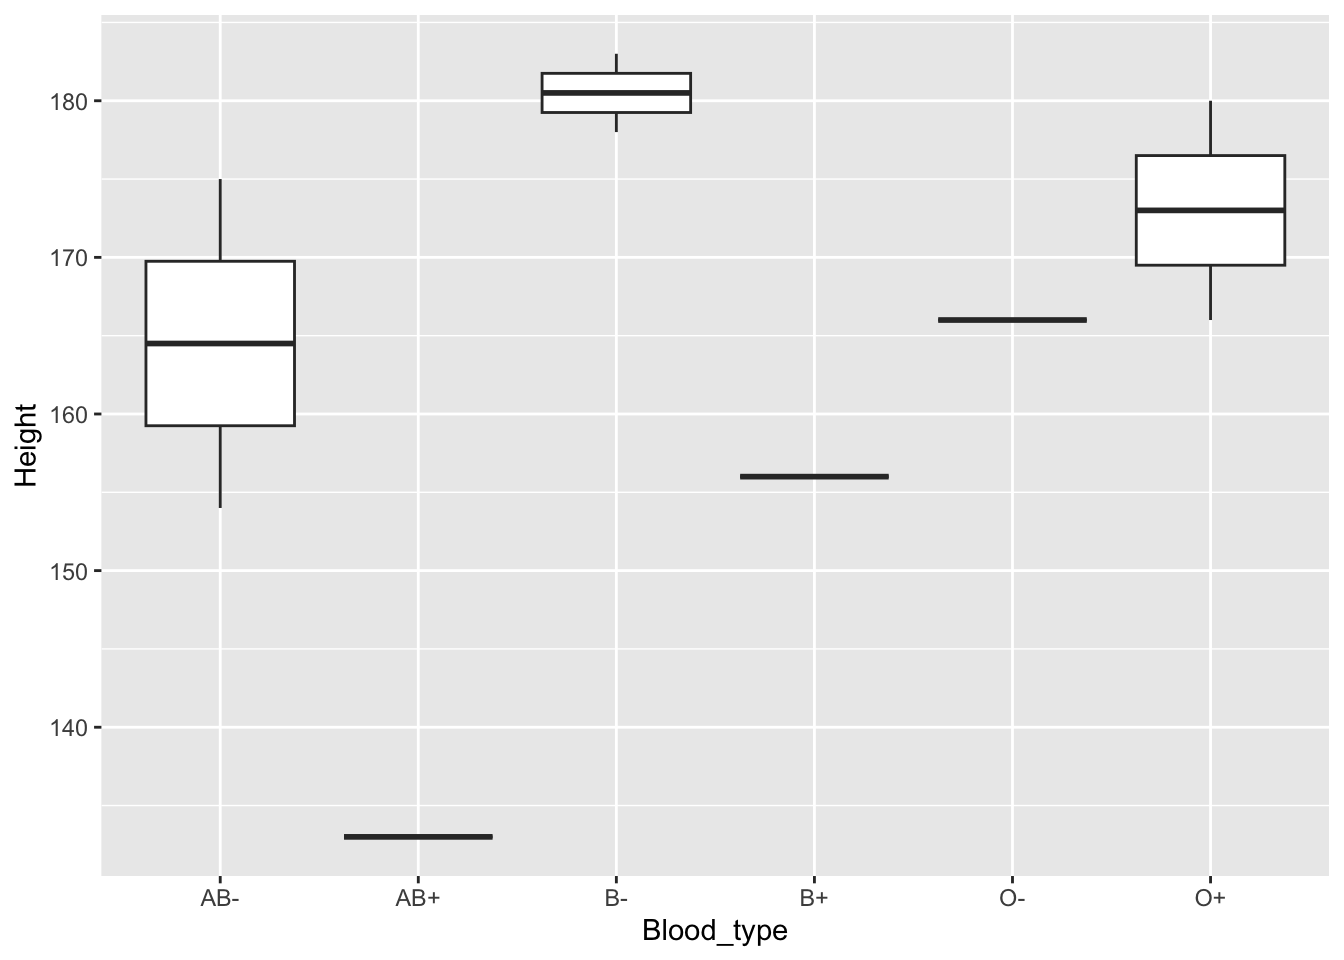 Height
180
170
160
150
140
AB-
AB+
B-
B+
O-
O+
Blood_type